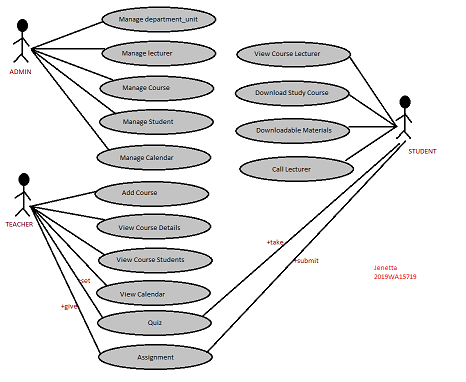 Manage department_unit
Manage lecturer
Manage Course
Manage Student
Manage Calendar
ADMIN
View Course Lecturer
Download Study Course
Downloadable Materials
Call Lecturer
STUDENT
Add Course
View Course Details
View Course Students
View Calendar
Quiz
Assignment
TEACHER
+set
+give
+take
+submit
Jenetta
2019WA15719